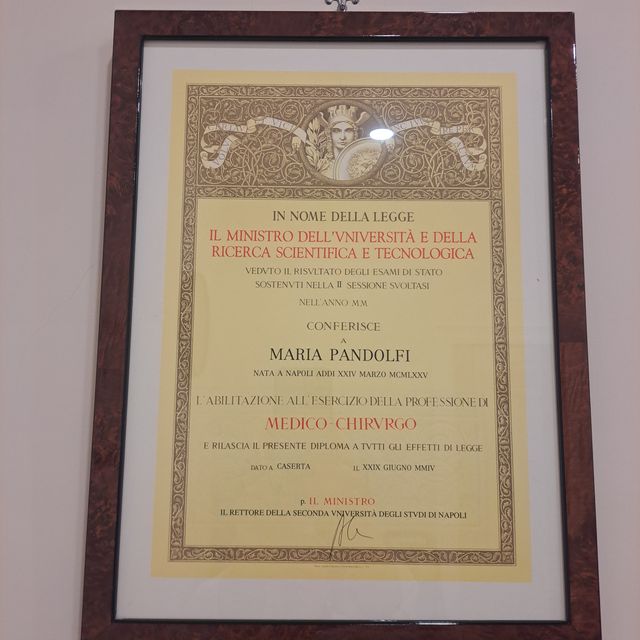 IN NOME DELLA LEGGE
IL MINISTRO DELL'VNIVERSITÀ E DELLA
RICERCA SCIENTIFICA E TECNOLOGICA
VEDVTO IL RISVLTATO DEGLI ESAMI DI STATO
SOSTENVTI NELLA II SESSIONE SVOLTASI
NELL'ANNO MM
CONFERISCE
A
MARIA PANDOLFI
NATA A NAPOLI ADDI XXIV MARZO MCMLXXV
L'ABILITAZIONE ALL'ESERCIZIO DELLA PROFESSIONE DI
MEDICO-CHIRVRGO
E RILASCIA IL PRESENTE DIPLOMA A TVTTI GLI EFFETTI DI LEGGE
DATO A CASERTA IL XXIX GIUGNO MMIV
p. IL MINISTRO
IL RETTORE DELLA SECONDA VNIVERSITÀ DEGLI STVDI DI NAPOLI